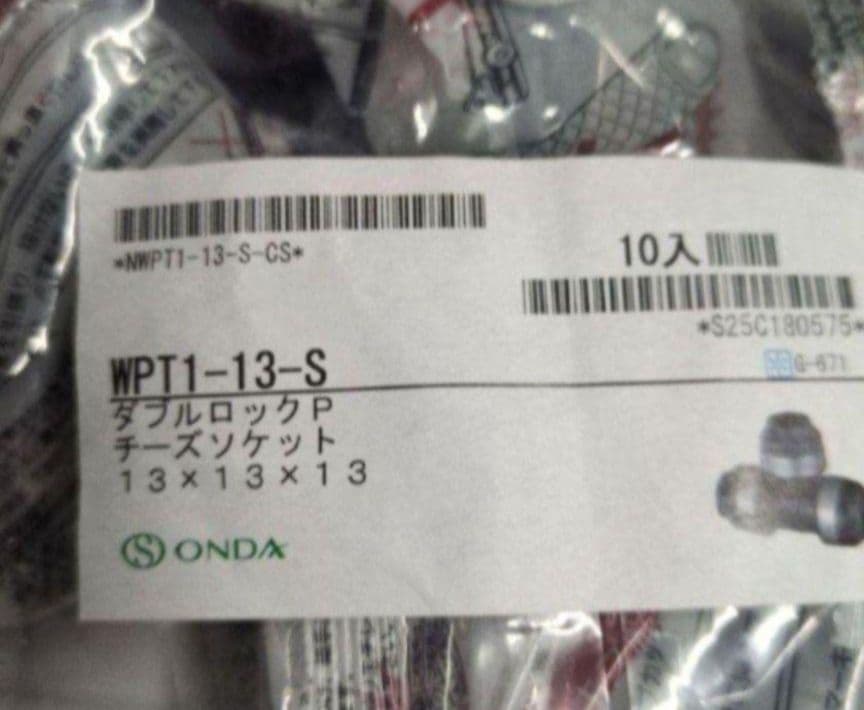 *NWPT1-13-S-CS*
10入
*S25C180575*
G-671
WPT1-13-S
ダブルロックP
チーズソケット
13×13×13
ONDA